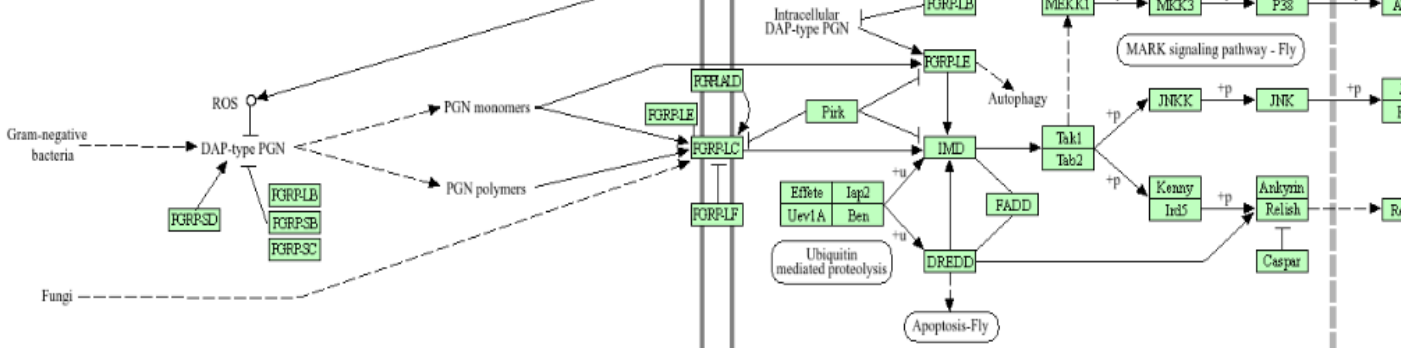 Intracellular
DAP-type PGN
PGRP-LB
MEKK1
MKK3
P38
MARK signaling pathway - Fly
PGRP-LE
Autophagy
ROS
PGN monomers
PGRP-LE
Pirk
JNKK
+p
JNK
+p
+p
Gram-negative
bacteria
DAP-type PGN
PGRP-LC
IMD
Tak1
Tab2
PGN polymers
+u
+p
PGRP-LB
PGRP-SD
PGRP-SB
PGRP-SC
PGRP-LF
Effete Iap2
Uev1A Ben
FADD
Kenny
Ird5
+p
Ankyrin
Relish
+u
Ubiquitin
mediated proteolysis
DREDD
Caspar
Fungi
Apoptosis-Fly